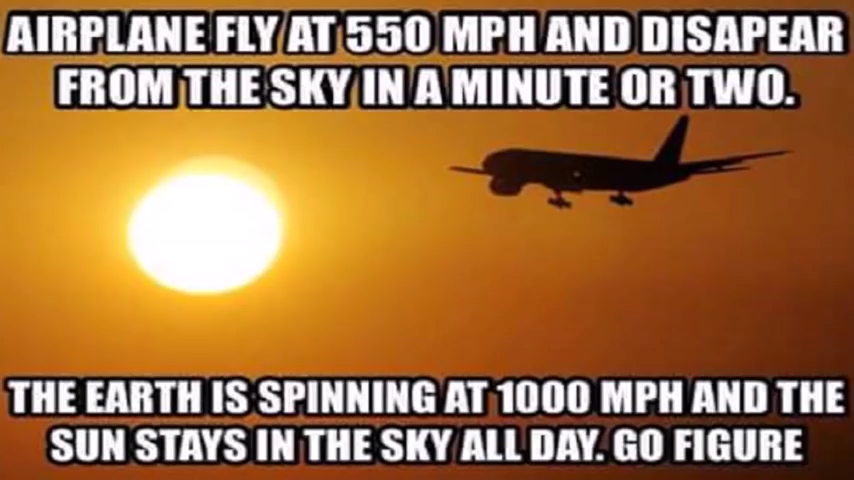 AIRPLANE FLY AT 550 MPH AND DISAPEAR
FROM THE SKY IN A MINUTE OR TWO.
THE EARTH IS SPINNING AT 1000 MPH AND THE
SUN STAYS IN THE SKY ALL DAY. GO FIGURE